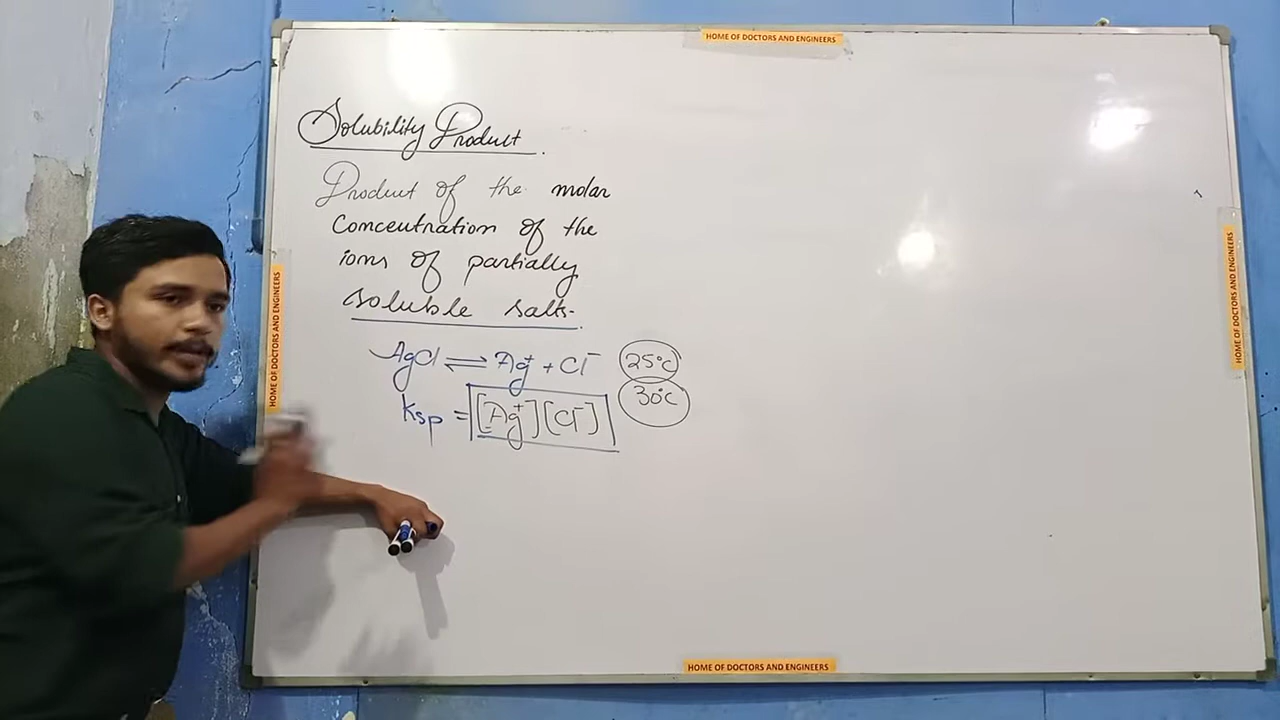 HOME OF DOCTORS AND ENGINEERS
Solubility Product.
Product of the molar
Concentration of the
ions of partially
soluble salts.
AgCl ⇌ Ag⁺ + Cl⁻ 25°C
30°C
Ksp = [Ag⁺][Cl⁻]
HOME OF DOCTORS AND ENGINEERS
HOME OF DOCTORS AND ENGINEERS
HOME OF DOCTORS AND ENGINEERS